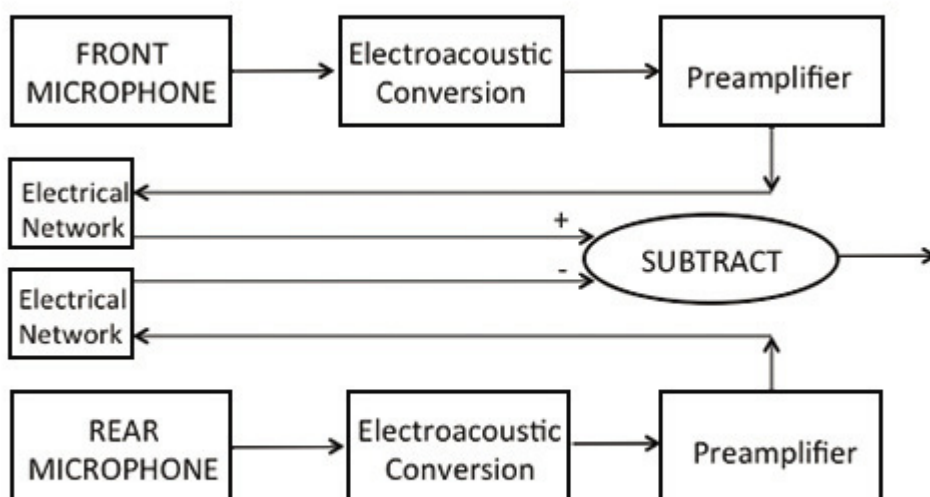 FRONT
MICROPHONE
Electroacoustic
Conversion
Preamplifier
Electrical
Network
+
SUBTRACT
-
Electrical
Network
REAR
MICROPHONE
Electroacoustic
Conversion
Preamplifier